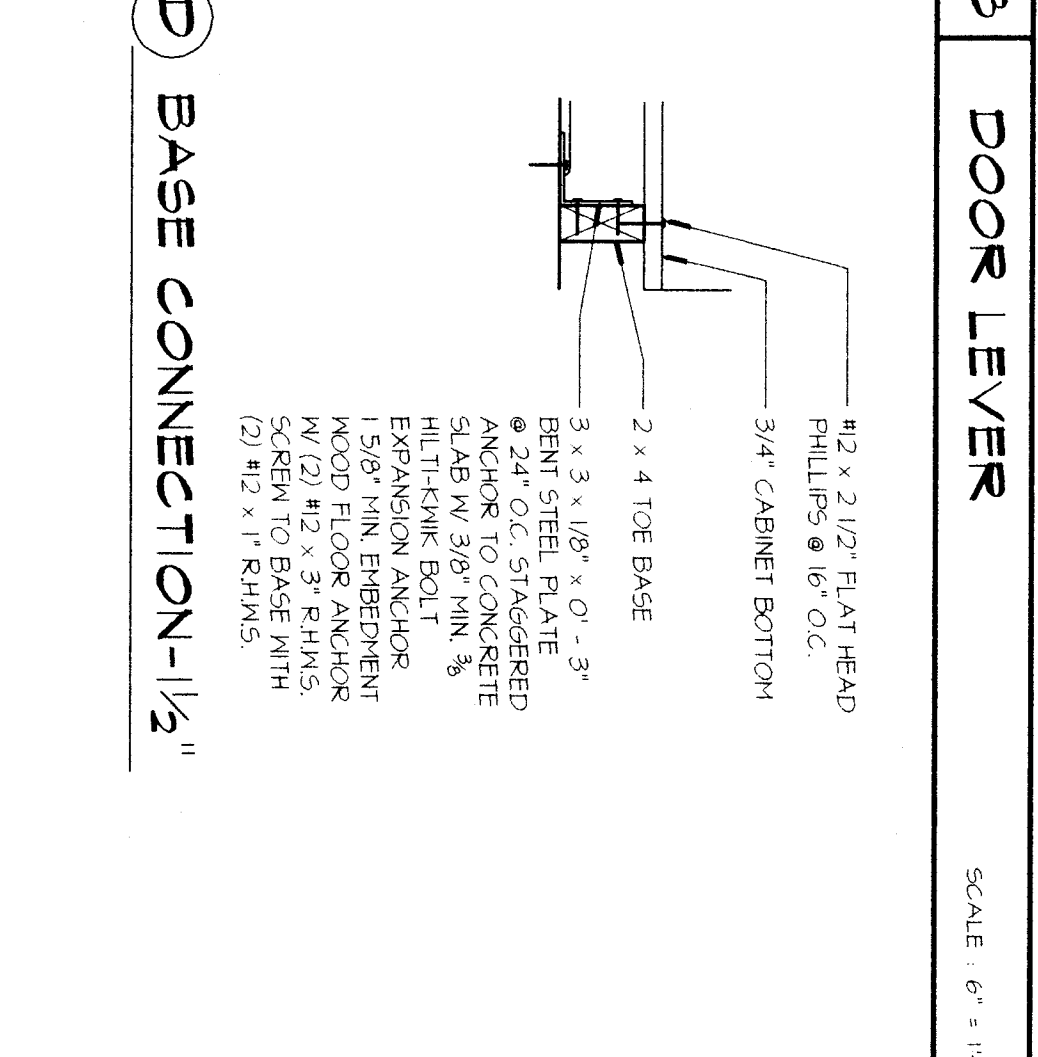 B
DOOR LEVER
SCALE : 6" = 1'-
#12 x 2 1/2" FLAT HEAD
PHILLIPS @ 16" O.C.
3/4" CABINET BOTTOM
2 x 4 TOE BASE
3 x 3 x 1/8" x 0' - 3"
BENT STEEL PLATE
@ 24" O.C. STAGGERED
ANCHOR TO CONCRETE
SLAB W/ 3/8" MIN. 3/8
HILTI-KWIK BOLT
EXPANSION ANCHOR
1 5/8" MIN. EMBEDMENT
WOOD FLOOR ANCHOR
W/ (2) #12 x 3" R.H.W.S.
SCREW TO BASE WITH
(2) #12 x 1" R.H.W.S.
D BASE CONNECTION-1½"